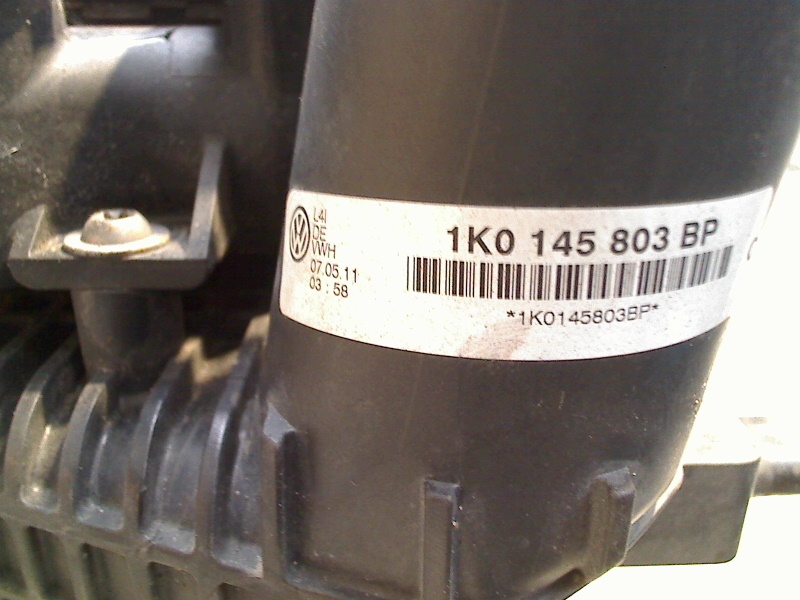 L4I
DE
VWH
07.05.11
03 : 58
1K0 145 803 BP
*1K0145803BP*